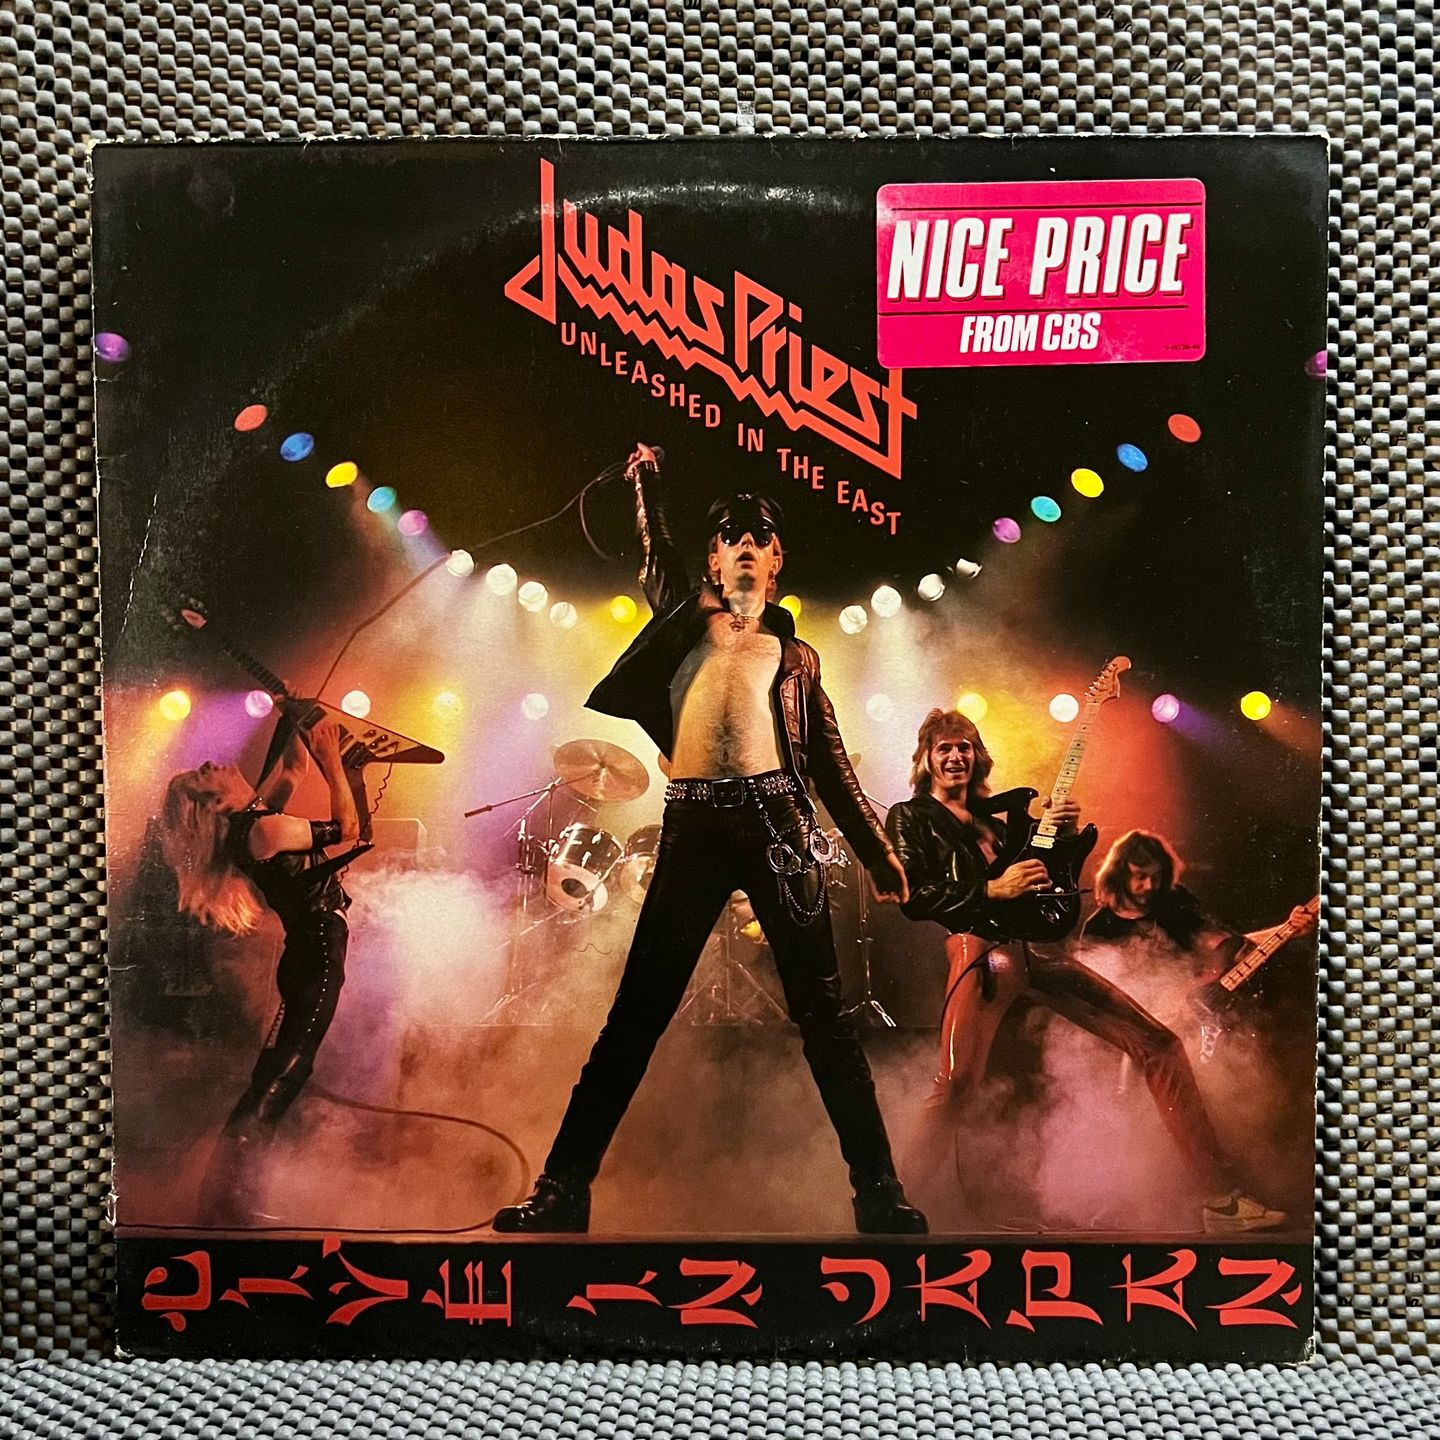 Judas Priest
UNLEASHED IN THE EAST
NICE PRICE
FROM CBS
LIVE IN JAPAN